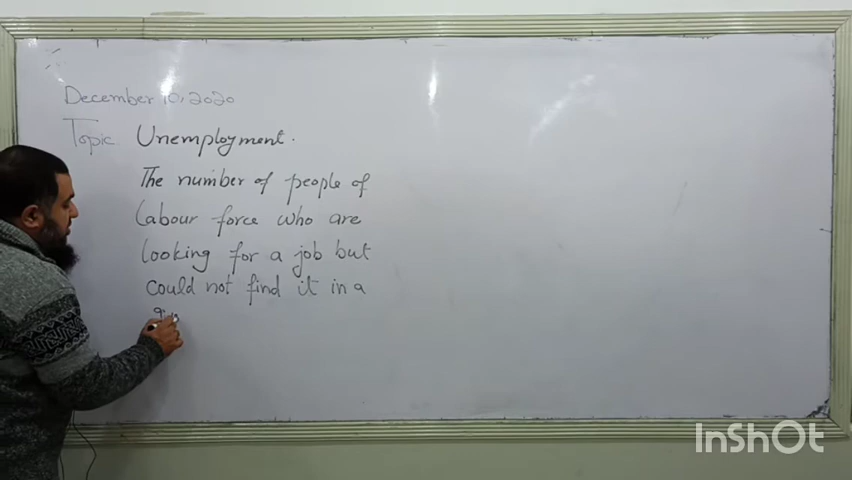 December 10, 2020
Topic Unemployment.
The number of people of
labour force who are
looking for a job but
could not find it in a
InShOt